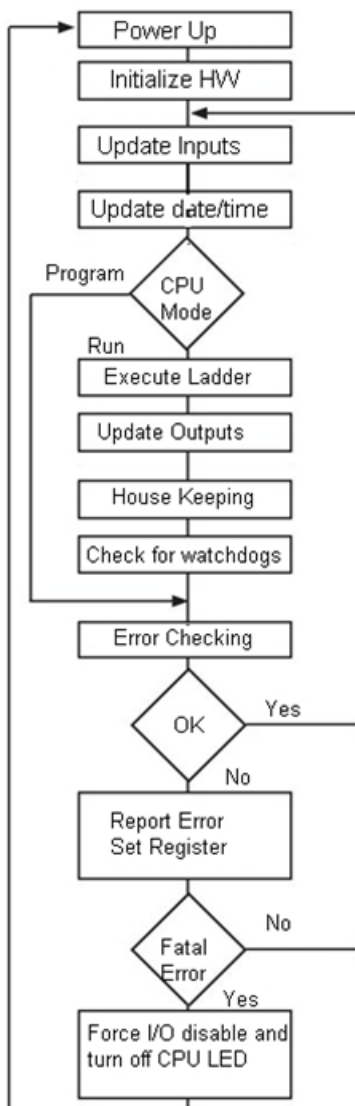 Power Up
Initialize HW
Update Inputs
Update date/time
Program
CPU
Mode
Run
Execute Ladder
Update Outputs
House Keeping
Check for watchdogs
Error Checking
OK
Yes
No
Report Error
Set Register
No
Fatal
Error
Yes
Force I/O disable and
turn off CPU LED